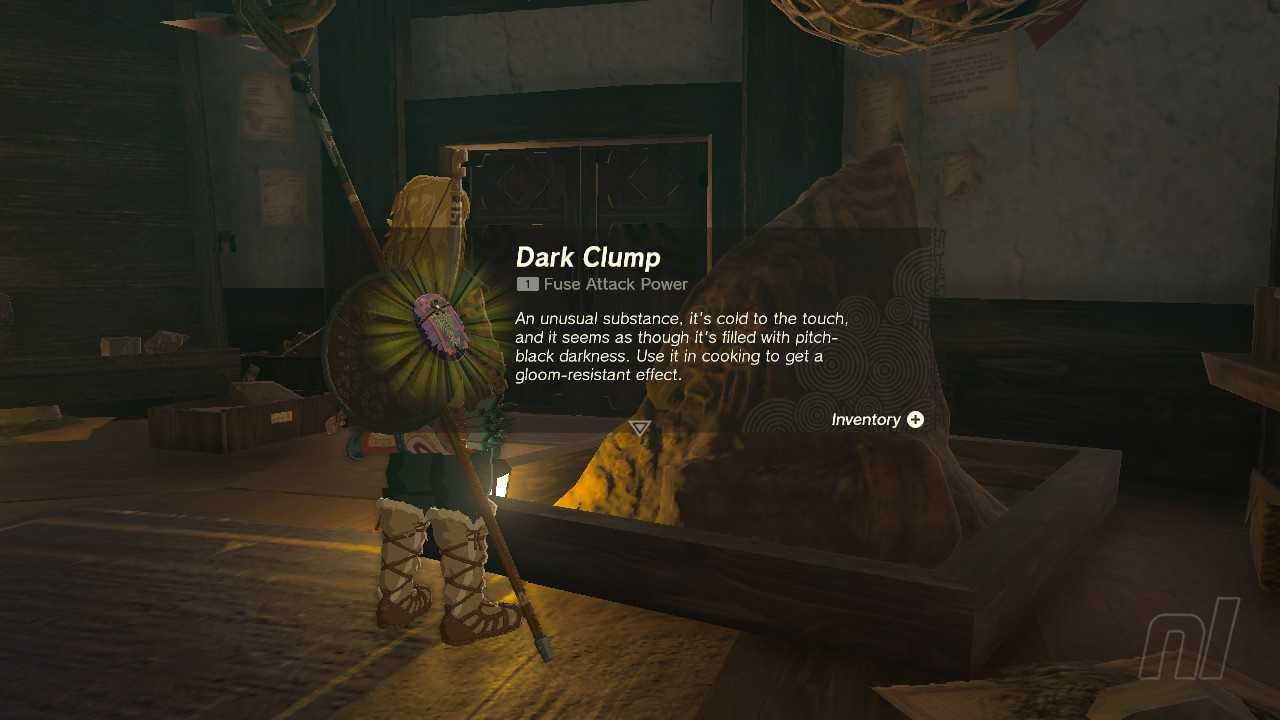 Dark Clump
1 Fuse Attack Power
An unusual substance, it's cold to the touch,
and it seems as though it's filled with pitch-
black darkness. Use it in cooking to get a
gloom-resistant effect.
Inventory
nl